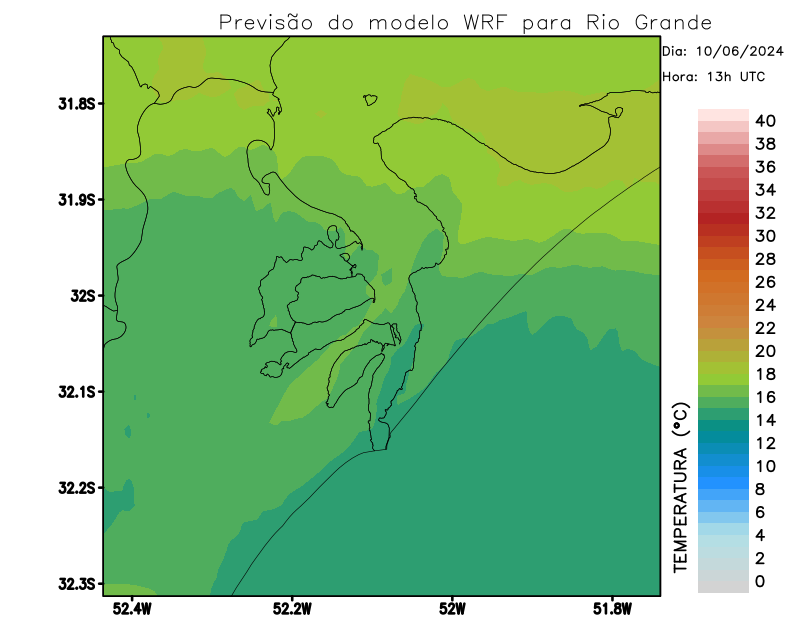 Previsão do modelo WRF para Rio Grande
Dia: 10/06/2024
Hora: 13h UTC
31.8S
31.9S
32S
32.1S
32.2S
32.3S
52.4W
52.2W
52W
51.8W
TEMPERATURA (°C)
40
38
36
34
32
30
28
26
24
22
20
18
16
14
12
10
8
6
4
2
0